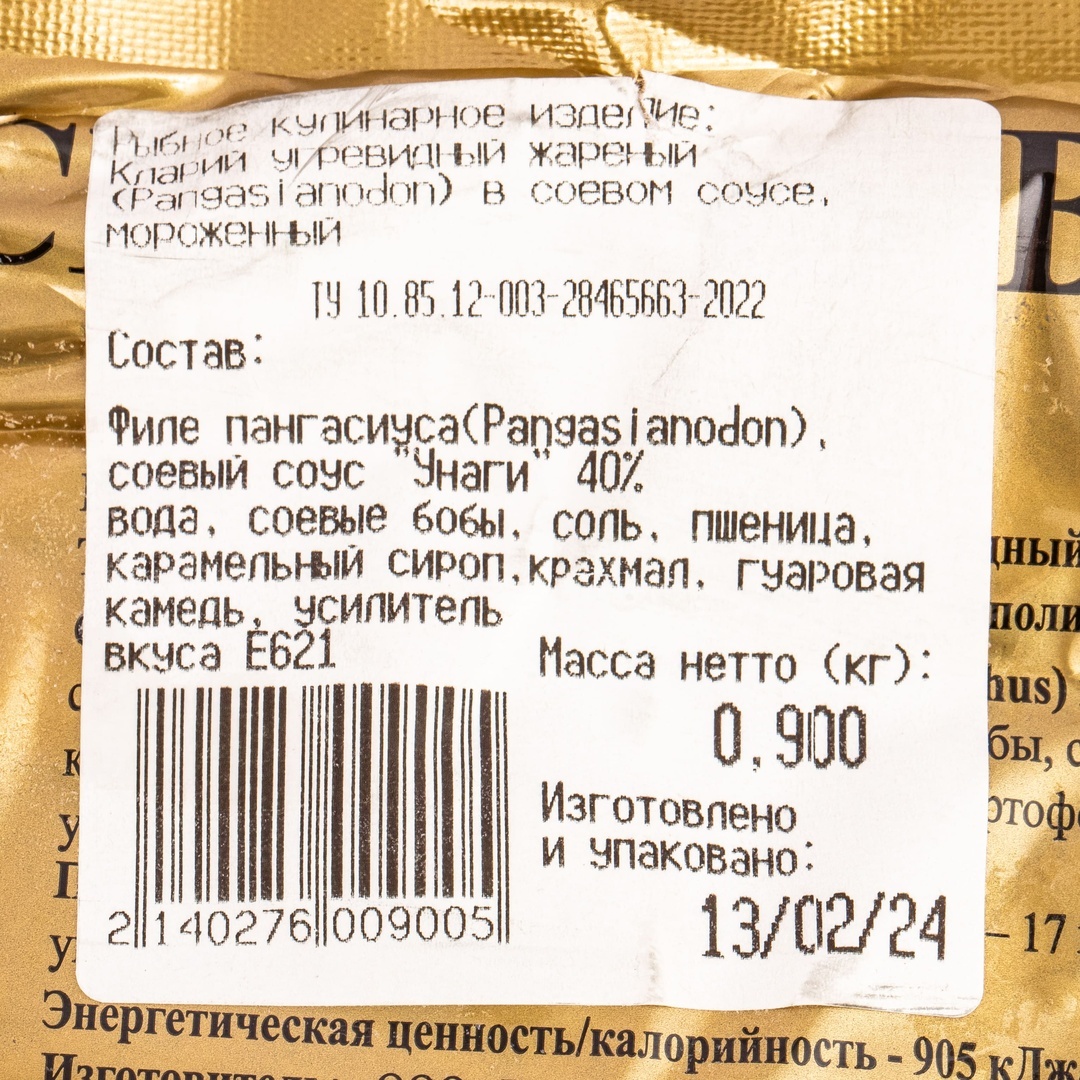 Рыбное кулинарное изделие:
Кларий угревидный жареный
(Pangasianodon) в соевом соусе,
мороженный
ТУ 10.85.12-003-28465663-2022
Состав:
Филе пангасиуса(Pangasianodon),
соевый соус "Унаги" 40%
вода, соевые бобы, соль, пшеница,
карамельный сироп,крахмал, гуаровая
камедь, усилитель
вкуса Е621
Масса нетто (кг):
0,900
Изготовлено
и упаковано:
13/02/24
2 140276 009005
– 17
Энергетическая ценность/калорийность - 905 кДж